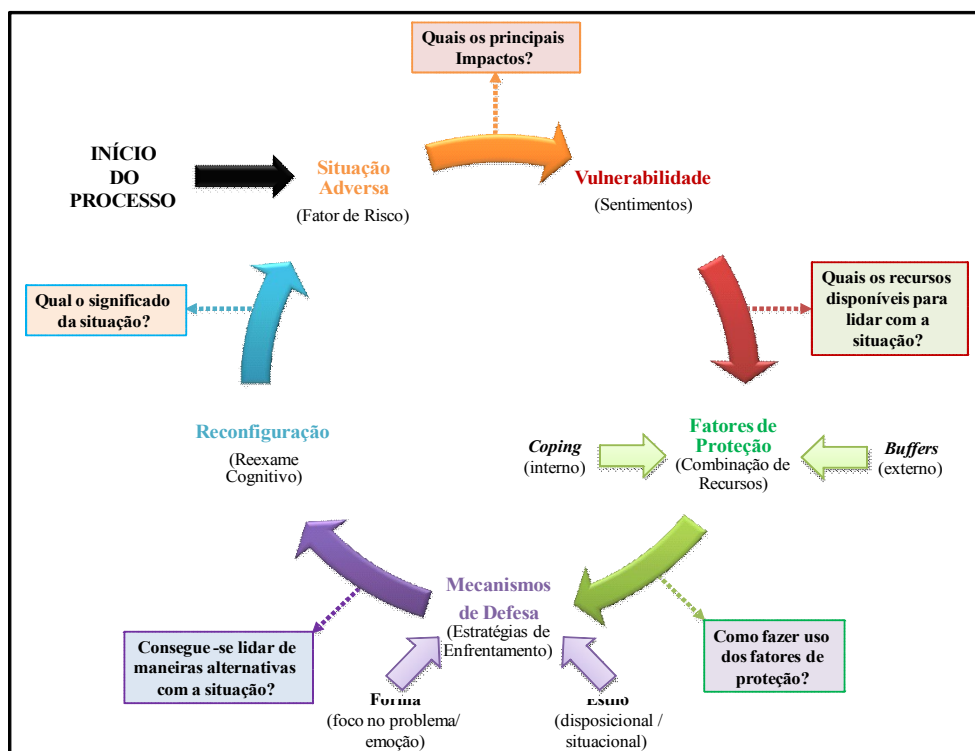 Quais os principais
Impactos?
INÍCIO
DO
PROCESSO
Situação
Adversa
(Fator de Risco)
Vulnerabilidade
(Sentimentos)
Qual o significado
da situação?
Quais os recursos
disponíveis para
lidar com a
situação?
Reconfiguração
(Reexame
Cognitivo)
Coping
(interno)
Fatores de
Proteção
(Combinação de
Recursos)
Buffers
(externo)
Mecanismos
de Defesa
(Estratégias de
Enfrentamento)
Consegue-se lidar de
maneiras alternativas
com a situação?
Como fazer uso
dos fatores de
proteção?
Forma
(foco no problema/
emoção)
Estilo
(disposicional /
situacional)